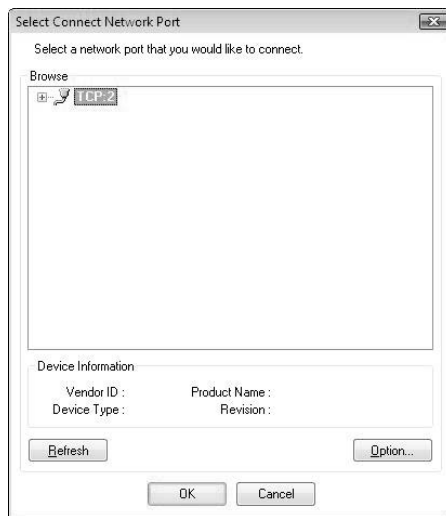 Select Connect Network Port
Select a network port that you would like to connect.
Browse
TCP:2
Device Information
Vendor ID : Product Name :
Device Type : Revision :
Refresh Option...
OK Cancel